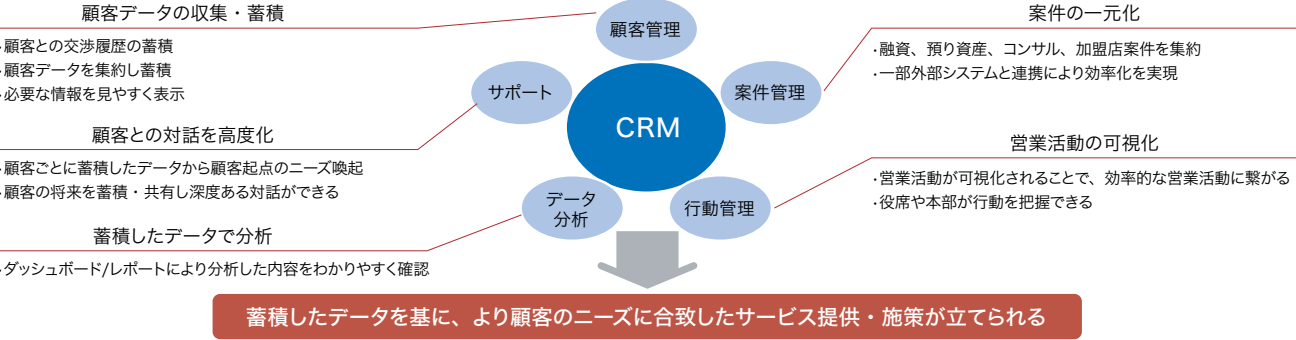 顧客データの収集・蓄積
・顧客との交渉履歴の蓄積
・顧客データを集約し蓄積
・必要な情報を見やすく表示
顧客との対話を高度化
・顧客ごとに蓄積したデータから顧客起点のニーズ喚起
・顧客の将来を蓄積・共有し深度ある対話ができる
蓄積したデータで分析
・ダッシュボード/レポートにより分析した内容をわかりやすく確認
顧客管理
サポート
案件管理
CRM
データ
分析
行動管理
案件の一元化
・融資、預り資産、コンサル、加盟店案件を集約
・一部外部システムと連携により効率化を実現
営業活動の可視化
・営業活動が可視化されることで、効率的な営業活動に繋がる
・役席や本部が行動を把握できる
蓄積したデータを基に、より顧客のニーズに合致したサービス提供・施策が立てられる